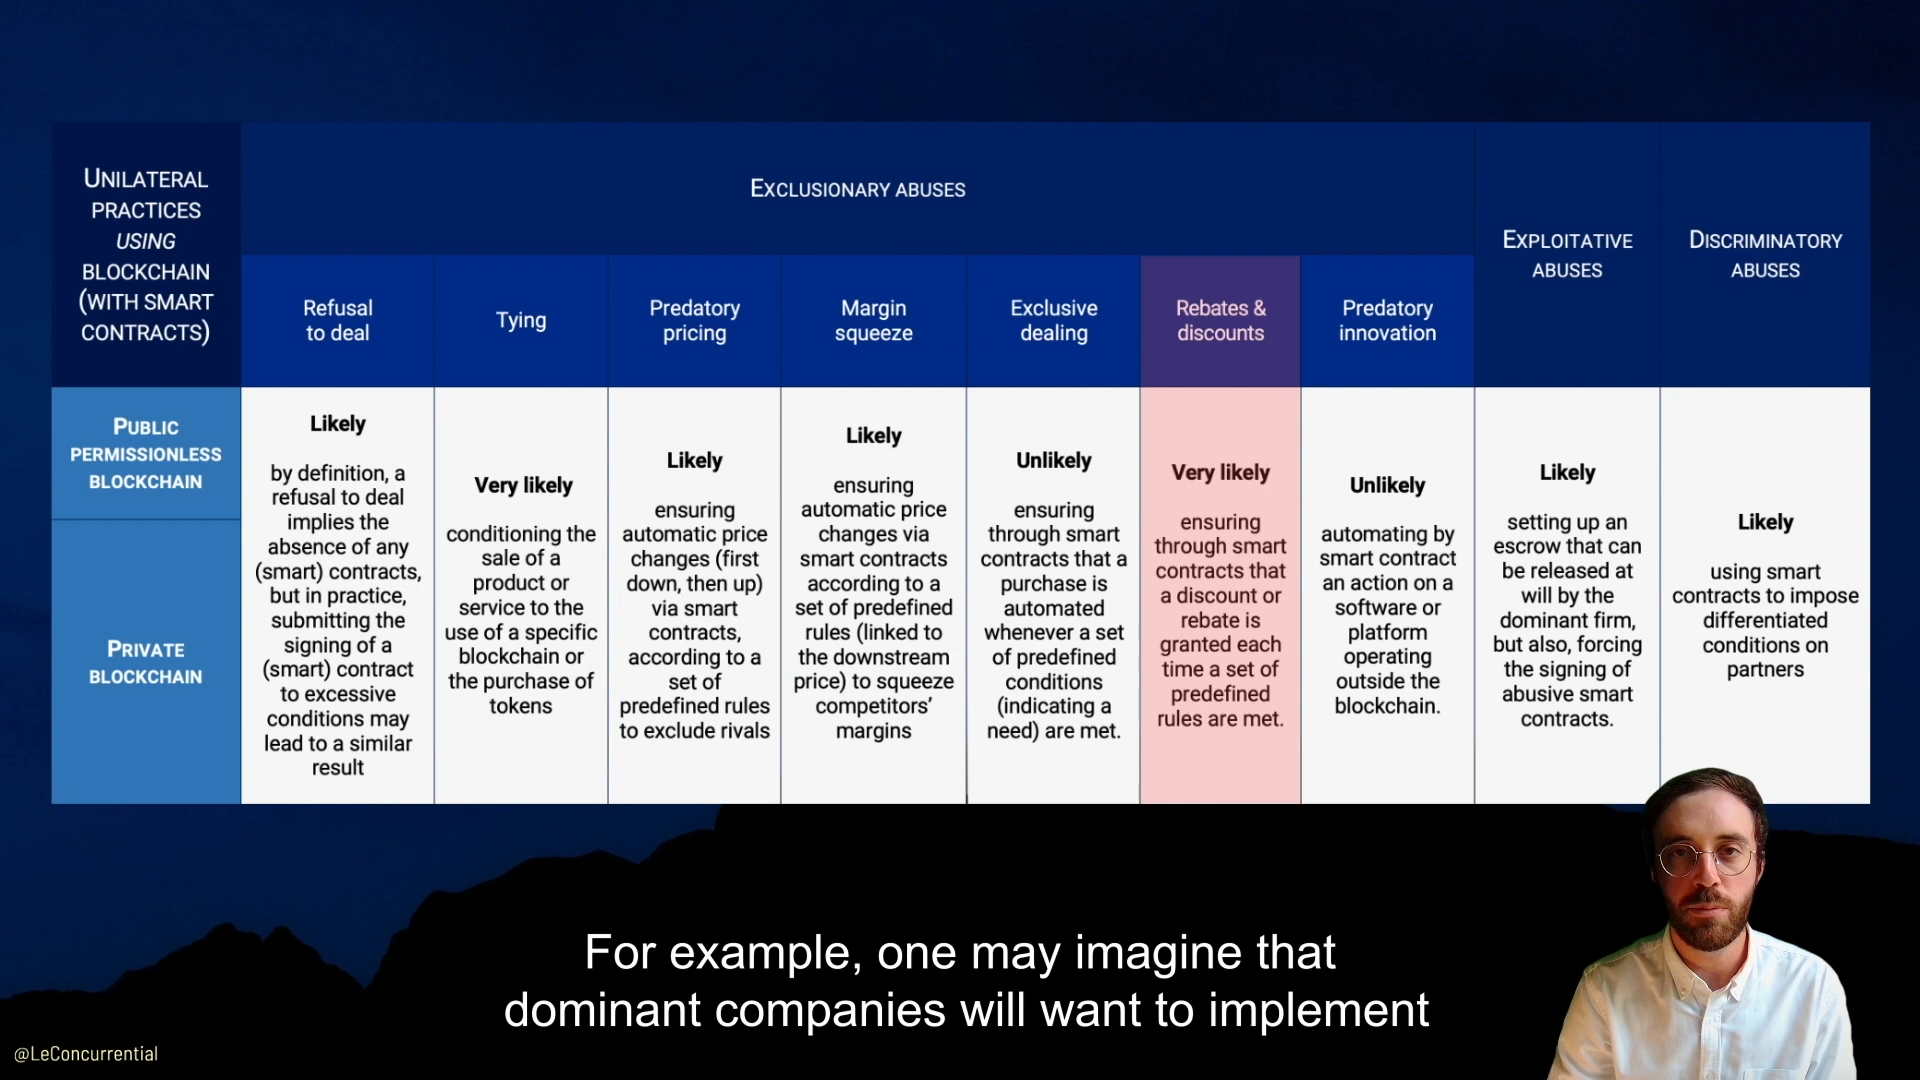 UNILATERAL
PRACTICES
USING
BLOCKCHAIN
(WITH SMART
CONTRACTS)
EXCLUSIONARY ABUSES
EXPLOITATIVE
ABUSES
DISCRIMINATORY
ABUSES
Refusal
to deal
Tying
Predatory
pricing
Margin
squeeze
Exclusive
dealing
Rebates &
discounts
Predatory
innovation
PUBLIC
PERMISSIONLESS
BLOCKCHAIN
PRIVATE
BLOCKCHAIN
Likely
by definition, a
refusal to deal
implies the
absence of any
(smart) contracts,
but in practice,
submitting the
signing of a
(smart) contract
to excessive
conditions may
lead to a similar
result
Very likely
conditioning the
sale of a
product or
service to the
use of a specific
blockchain or
the purchase of
tokens
Likely
ensuring
automatic price
changes (first
down, then up)
via smart
contracts,
according to a
set of
predefined rules
to exclude rivals
Likely
ensuring
automatic price
changes via
smart contracts
according to a
set of predefined
rules (linked to
the downstream
price) to squeeze
competitors’
margins
Unlikely
ensuring
through smart
contracts that a
purchase is
automated
whenever a set
of predefined
conditions
(indicating a
need) are met.
Very likely
ensuring
through smart
contracts that
a discount or
rebate is
granted each
time a set of
predefined
rules are met.
Unlikely
automating by
smart contract
an action on a
software or
platform
operating
outside the
blockchain.
Likely
setting up an
escrow that can
be released at
will by the
dominant firm,
but also, forcing
the signing of
abusive smart
contracts.
Likely
using smart
contracts to impose
differentiated
conditions on
partners
For example, one may imagine that
dominant companies will want to implement
@LeConcurrential